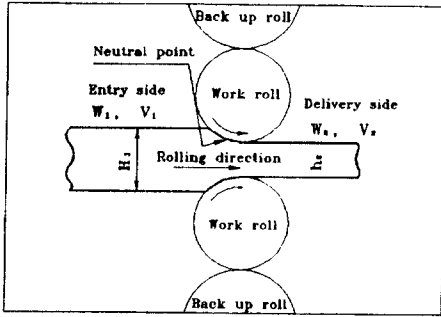 Back up roll
Neutral point
Entry side
Work roll
Delivery side
W₁, V₁
W₂, V₂
H₁
Rolling direction
h₂
Work roll
Back up roll